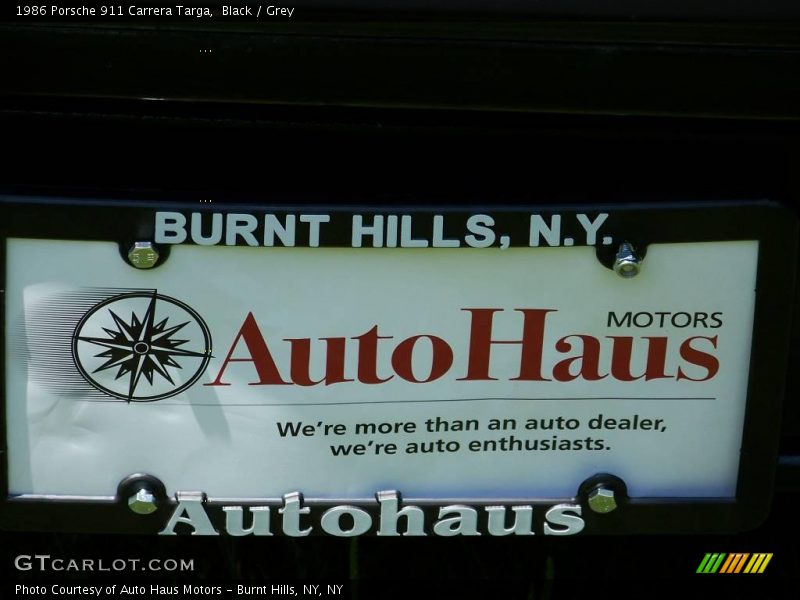 1986 Porsche 911 Carrera Targa,  Black / Grey
BURNT HILLS, N.Y.
MOTORS
AutoHaus
We're more than an auto dealer,
we're auto enthusiasts.
Autohaus
GTCARLOT.COM
Photo Courtesy of Auto Haus Motors - Burnt Hills, NY, NY